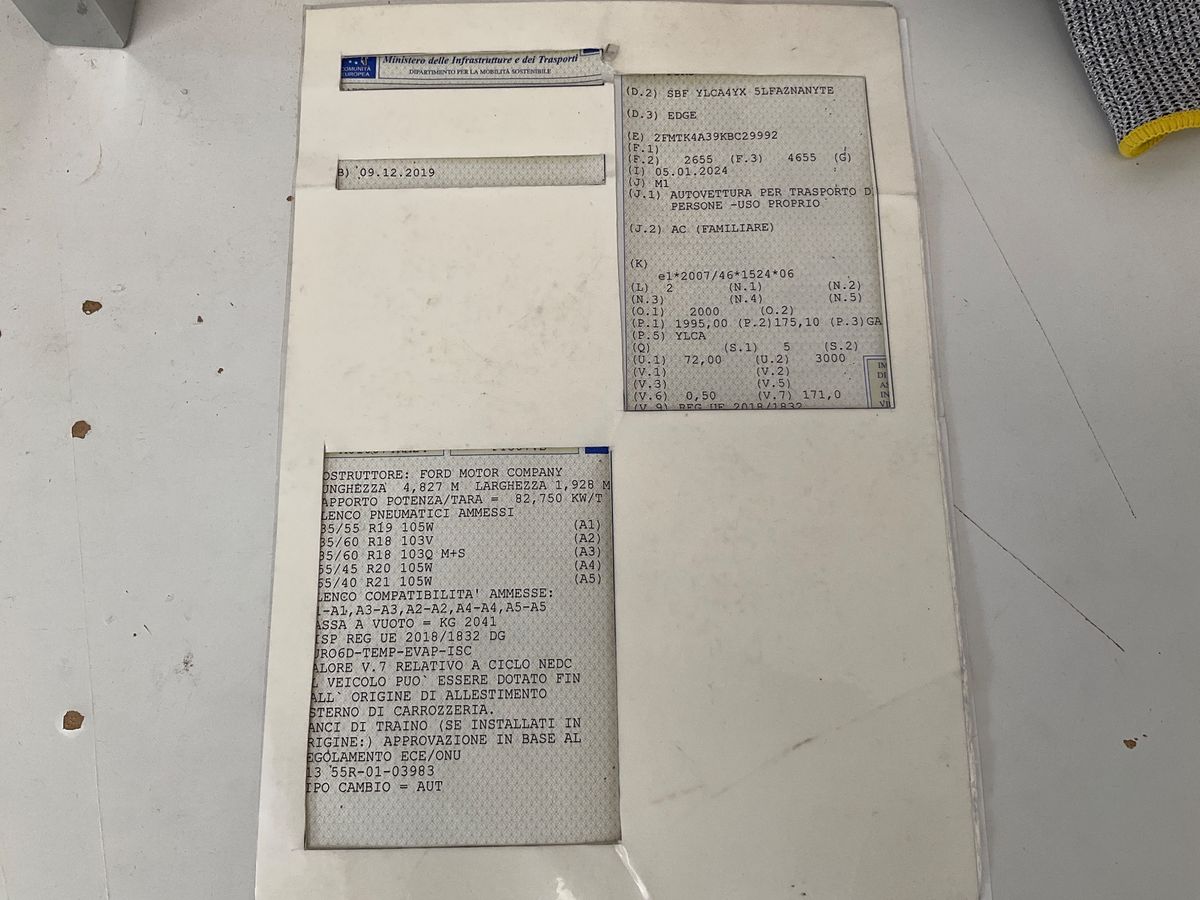 COMUNITÀ
EUROPEA
Ministero delle Infrastrutture e dei Trasporti
DIPARTIMENTO PER LA MOBILITÀ SOSTENIBILE
B) 09.12.2019
(D.2) SBF YLCA4YX 5LFAZNANYTE
(D.3) EDGE
(E) 2FMTK4A39KBC29992
(F.1)
(F.2) 2655 (F.3) 4655 (G)
(I) 05.01.2024
(J) M1
(J.1) AUTOVETTURA PER TRASPORTO D
PERSONE -USO PROPRIO
(J.2) AC (FAMILIARE)
(K)
e1*2007/46*1524*06
(L) 2 (N.1) (N.2)
(N.3) (N.4) (N.5)
(O.1) 2000 (O.2)
(P.1) 1995,00 (P.2)175,10 (P.3)GA
(P.5) YLCA
(Q) (S.1) 5 (S.2)
(U.1) 72,00 (U.2) 3000
(V.1) (V.2)
(V.3) (V.5)
(V.6) 0,50 (V.7) 171,0
(V.9) REG UE 2018/1832
OSTRUTTORE: FORD MOTOR COMPANY
UNGHEZZA 4,827 M LARGHEZZA 1,928 M
APPORTO POTENZA/TARA = 82,750 KW/T
LENCO PNEUMATICI AMMESSI
35/55 R19 105W (A1)
35/60 R18 103V (A2)
35/60 R18 103Q M+S (A3)
55/45 R20 105W (A4)
55/40 R21 105W (A5)
LENCO COMPATIBILITA' AMMESSE:
1-A1,A3-A3,A2-A2,A4-A4,A5-A5
ASSA A VUOTO = KG 2041
ISP REG UE 2018/1832 DG
URO6D-TEMP-EVAP-ISC
ALORE V.7 RELATIVO A CICLO NEDC
L VEICOLO PUO` ESSERE DOTATO FIN
ALL` ORIGINE DI ALLESTIMENTO
STERNO DI CARROZZERIA.
ANCI DI TRAINO (SE INSTALLATI IN
RIGINE:) APPROVAZIONE IN BASE AL
EGOLAMENTO ECE/ONU
13 55R-01-03983
IPO CAMBIO = AUT